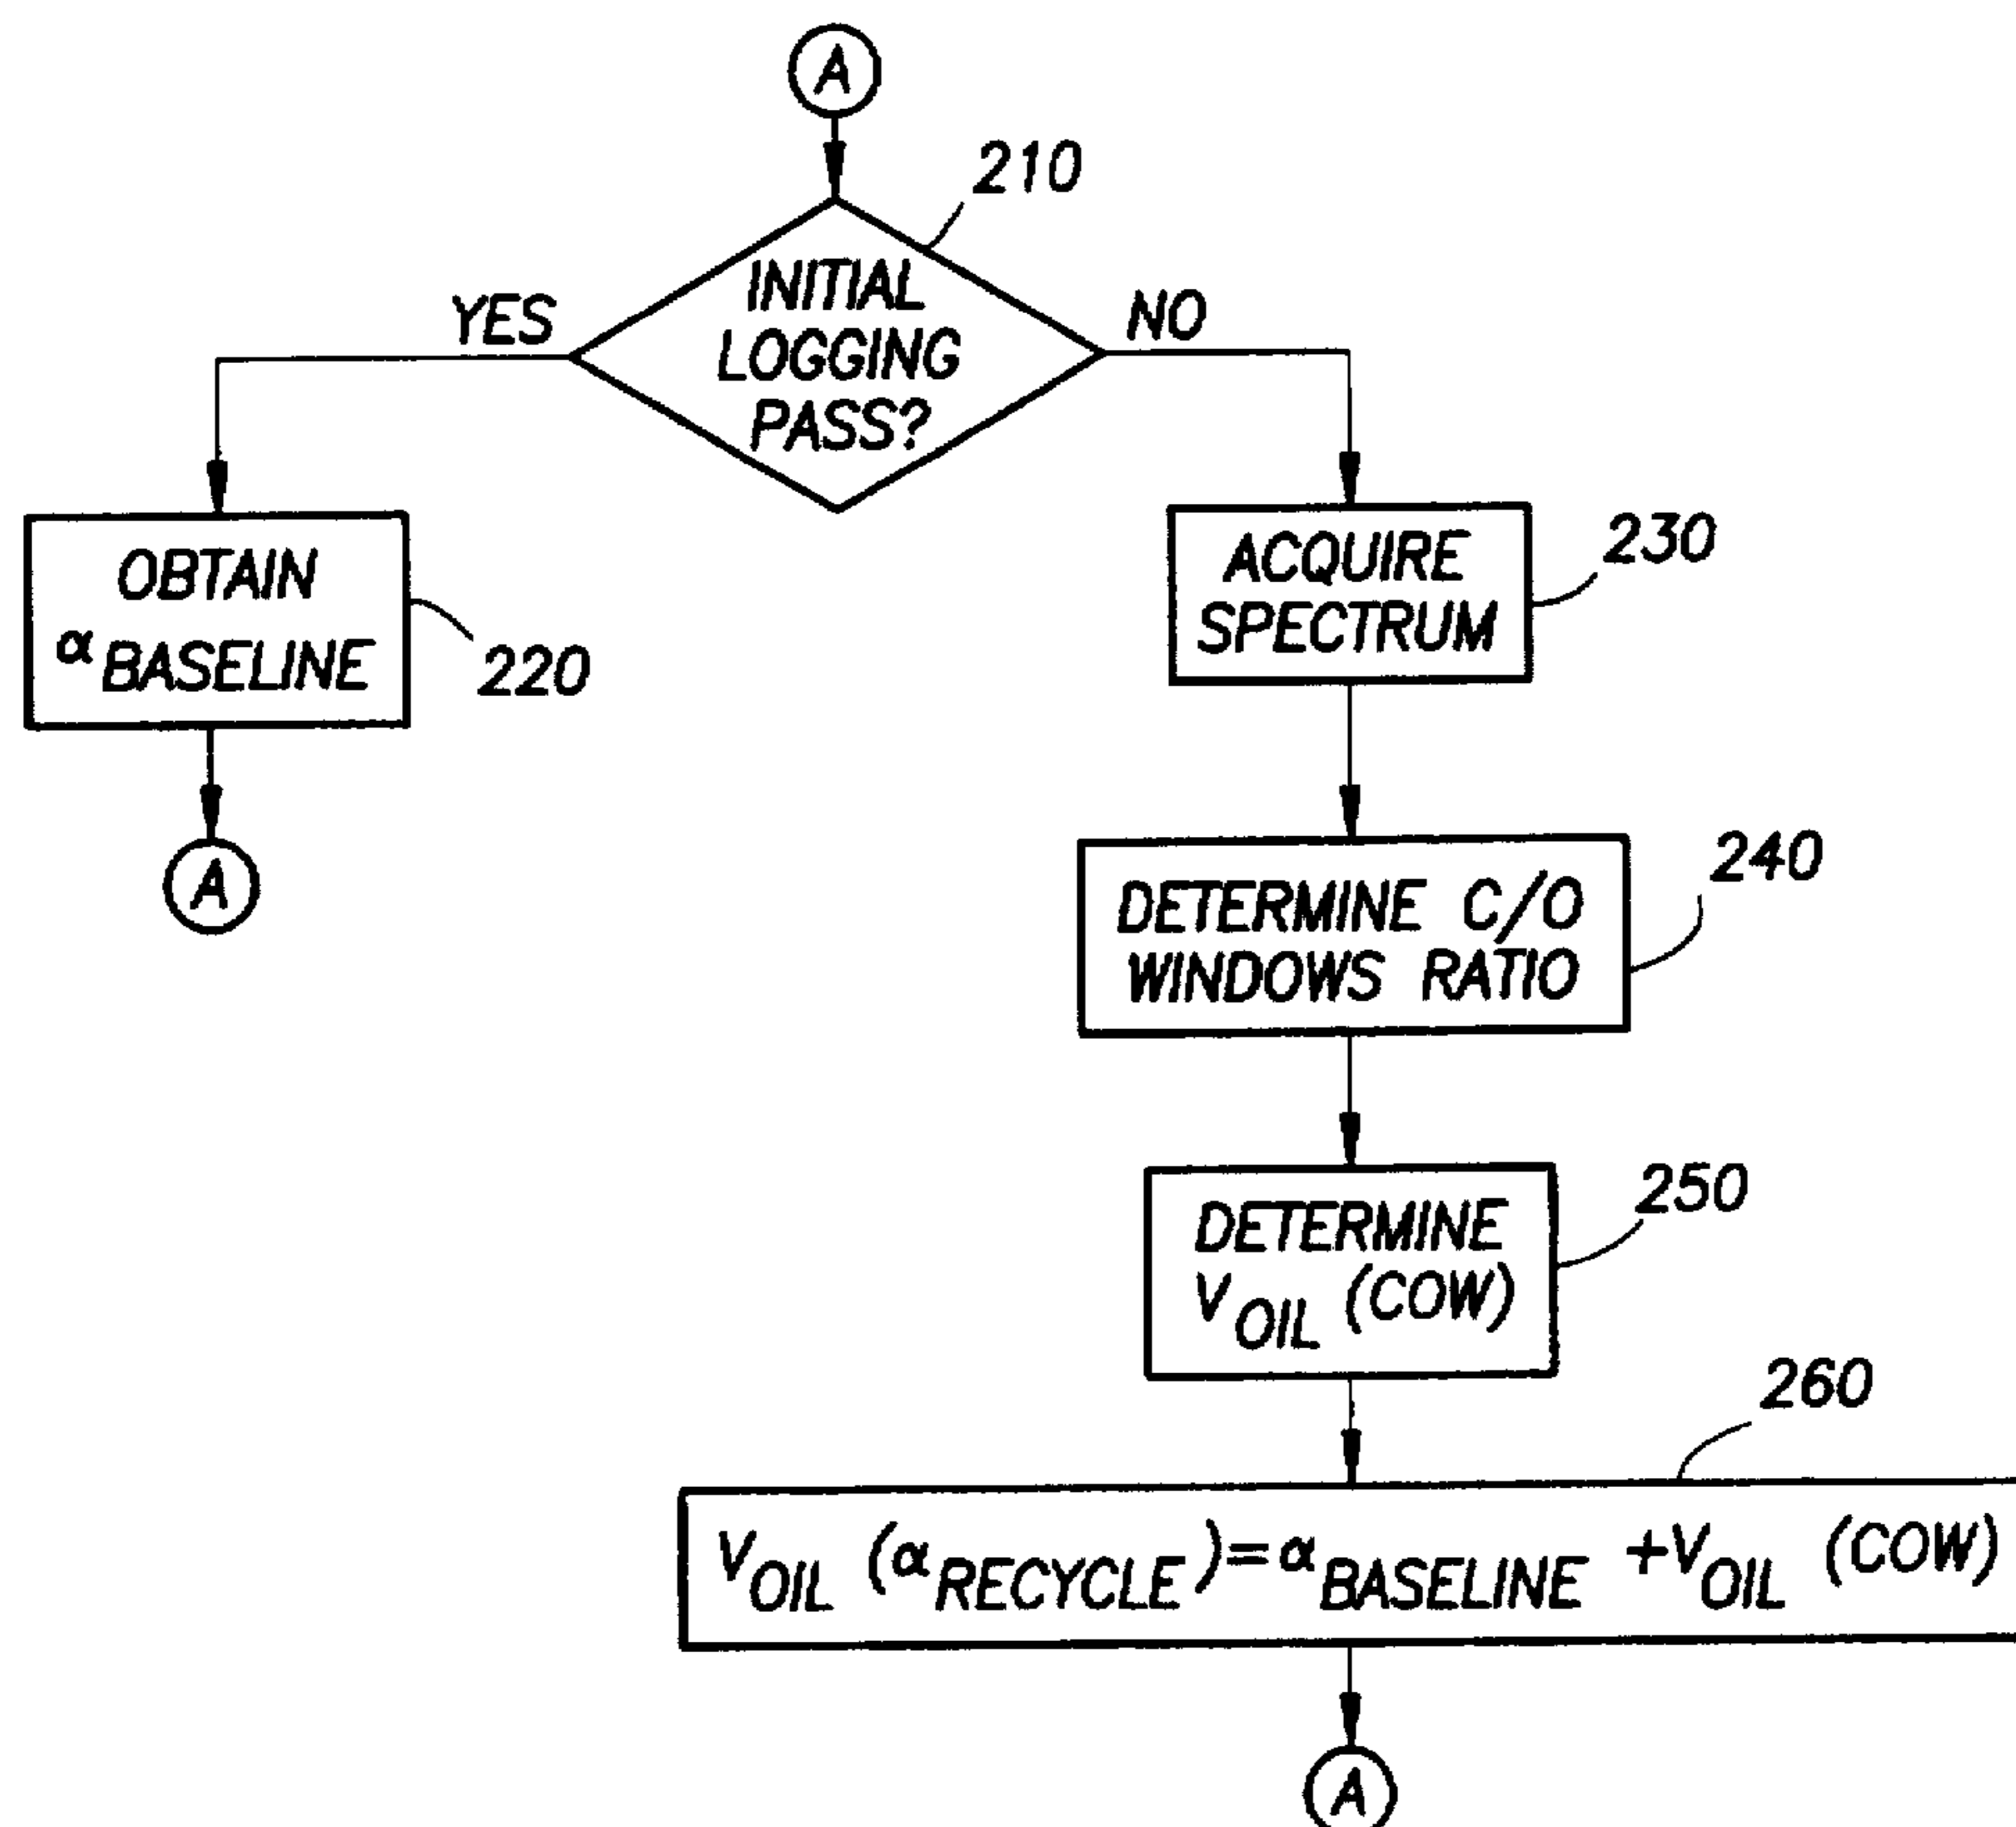 A
210
INITIAL
LOGGING
PASS?
YES
NO
OBTAIN
αBASELINE
220
A
ACQUIRE
SPECTRUM
230
DETERMINE C/O
WINDOWS RATIO
240
DETERMINE
VOIL (COW)
250
260
VOIL (αRECYCLE)=αBASELINE +VOIL (COW)
A